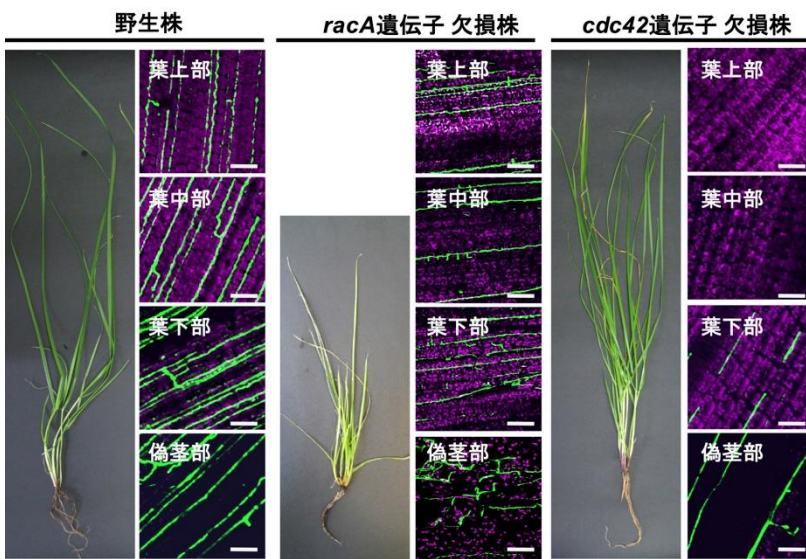 野生株
racA遺伝子 欠損株
cdc42遺伝子 欠損株
葉上部
葉中部
葉下部
偽茎部
葉上部
葉中部
葉下部
偽茎部
葉上部
葉中部
葉下部
偽茎部